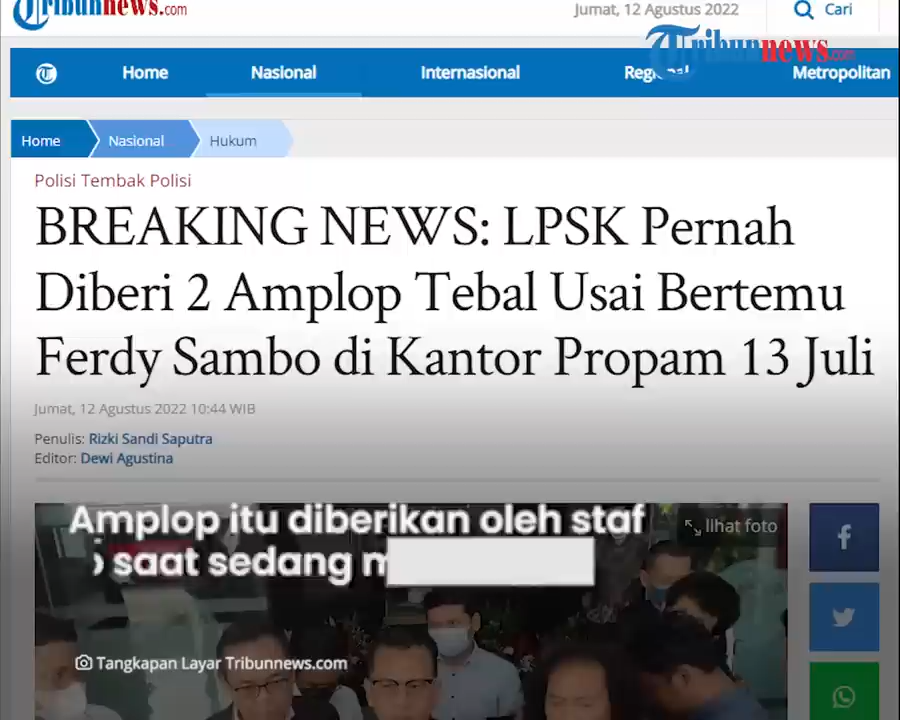 Tribunnews.com
Jumat, 12 Agustus 2022
Cari
Tribunnews.com
Home
Nasional
Internasional
Regional
Metropolitan
Home
Nasional
Hukum
Polisi Tembak Polisi
BREAKING NEWS: LPSK Pernah
Diberi 2 Amplop Tebal Usai Bertemu
Ferdy Sambo di Kantor Propam 13 Juli
Jumat, 12 Agustus 2022 10:44 WIB
Penulis: Rizki Sandi Saputra
Editor: Dewi Agustina
Amplop itu diberikan oleh staf
saat sedang
lihat foto
Tangkapan Layar Tribunnews.com